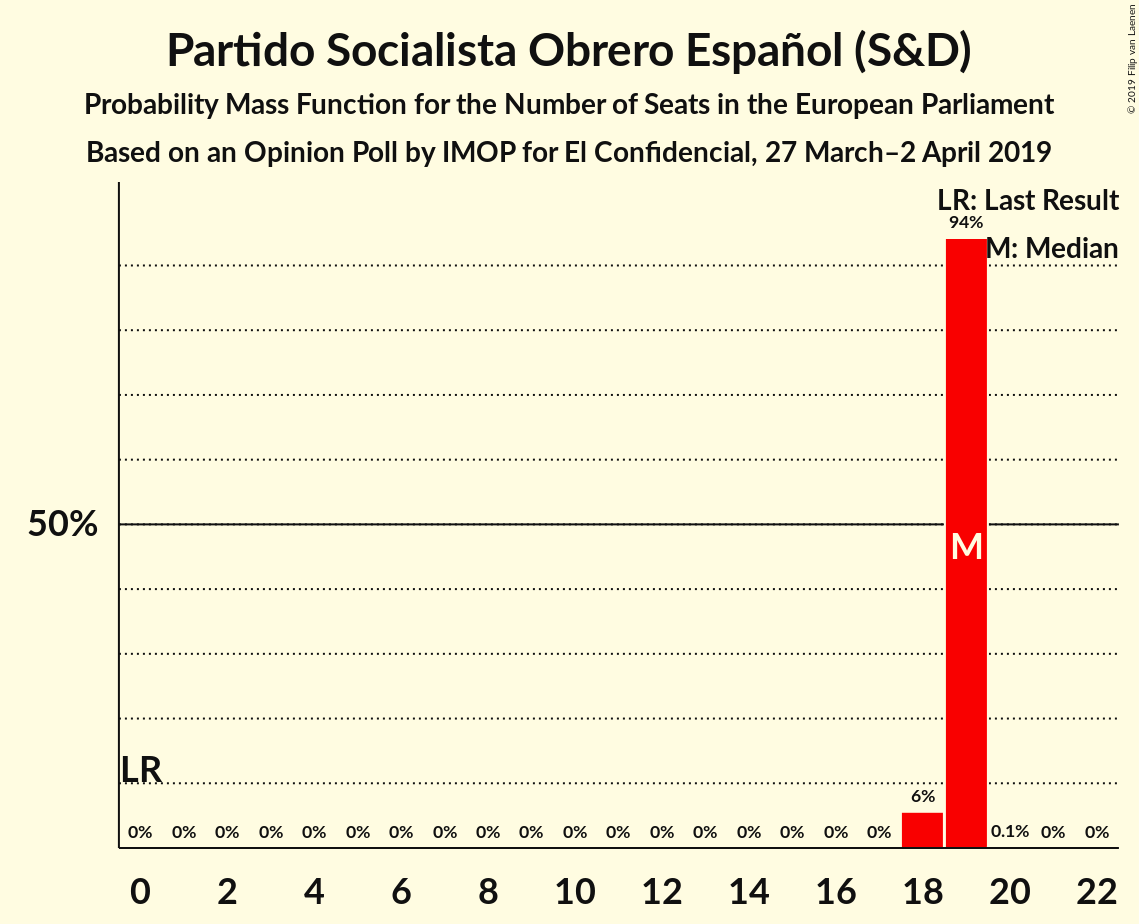 Partido Socialista Obrero Español (S&D)
Probability Mass Function for the Number of Seats in the European Parliament
Based on an Opinion Poll by IMOP for El Confidencial, 27 March–2 April 2019
© 2019 Filip van Laenen
LR: Last Result
94%
M: Median
50%
M
LR
6%
0% 0% 0% 0% 0% 0% 0% 0% 0% 0% 0% 0% 0% 0% 0% 0% 0% 0% 0.1% 0% 0%
0 2 4 6 8 10 12 14 16 18 20 22